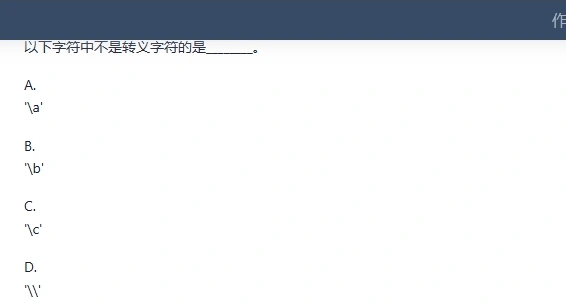 作
以下字符中不是转义字符的是_______。
A.
'\a'
B.
'\b'
C.
'\c'
D.
'\\'